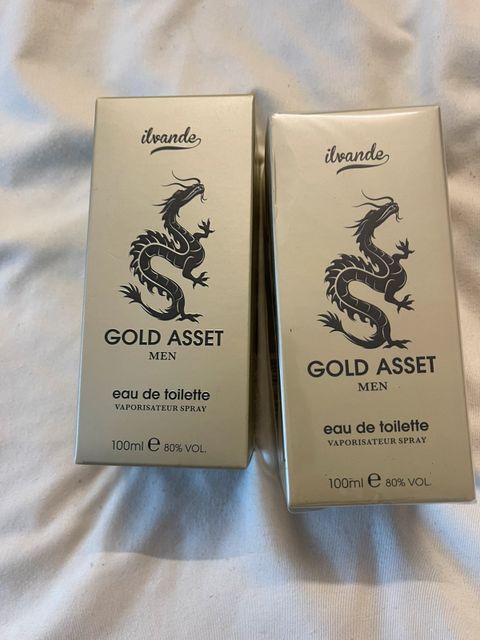 ilvande
GOLD ASSET
MEN
eau de toilette
VAPORISATEUR SPRAY
100ml e 80% VOL.
ilvande
GOLD ASSET
MEN
eau de toilette
VAPORISATEUR SPRAY
100ml e 80% VOL.